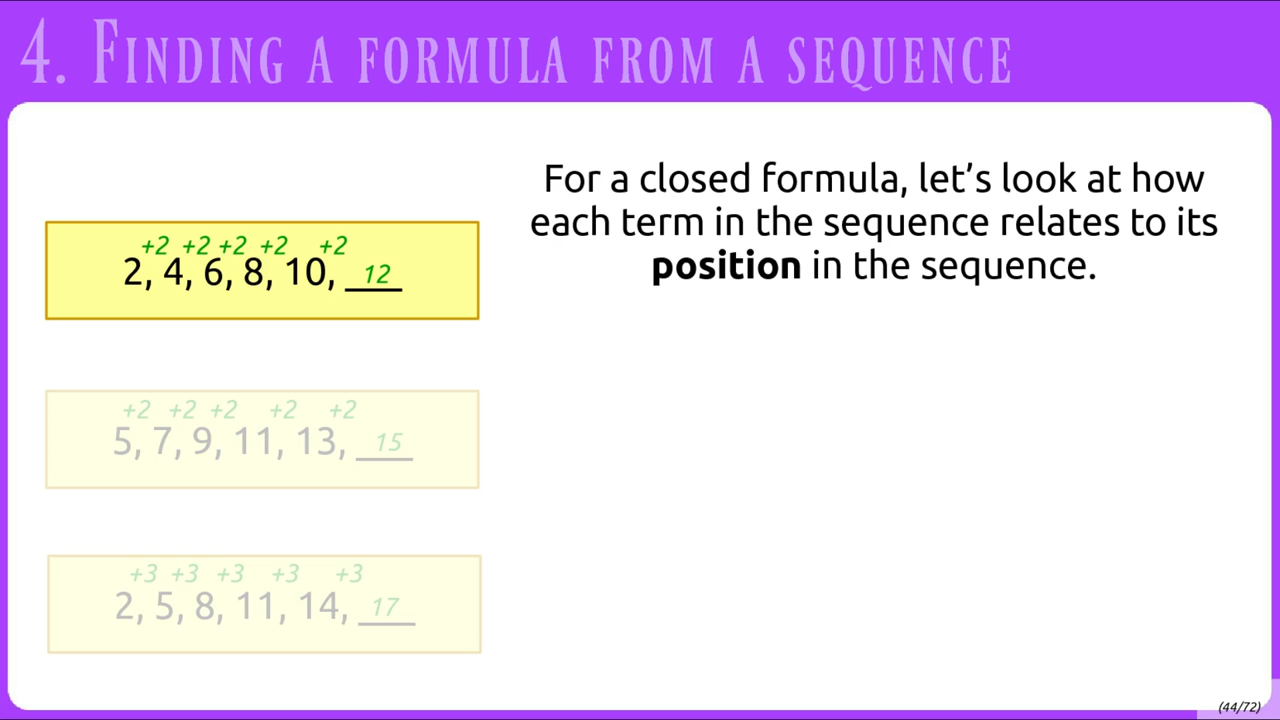 4. Finding a formula from a sequence
For a closed formula, let's look at how
each term in the sequence relates to its
position in the sequence.
+2 +2 +2 +2 +2
2, 4, 6, 8, 10, 12
+2 +2 +2 +2 +2
5, 7, 9, 11, 13, 15
+3 +3 +3 +3 +3
2, 5, 8, 11, 14, 17
(44/72)